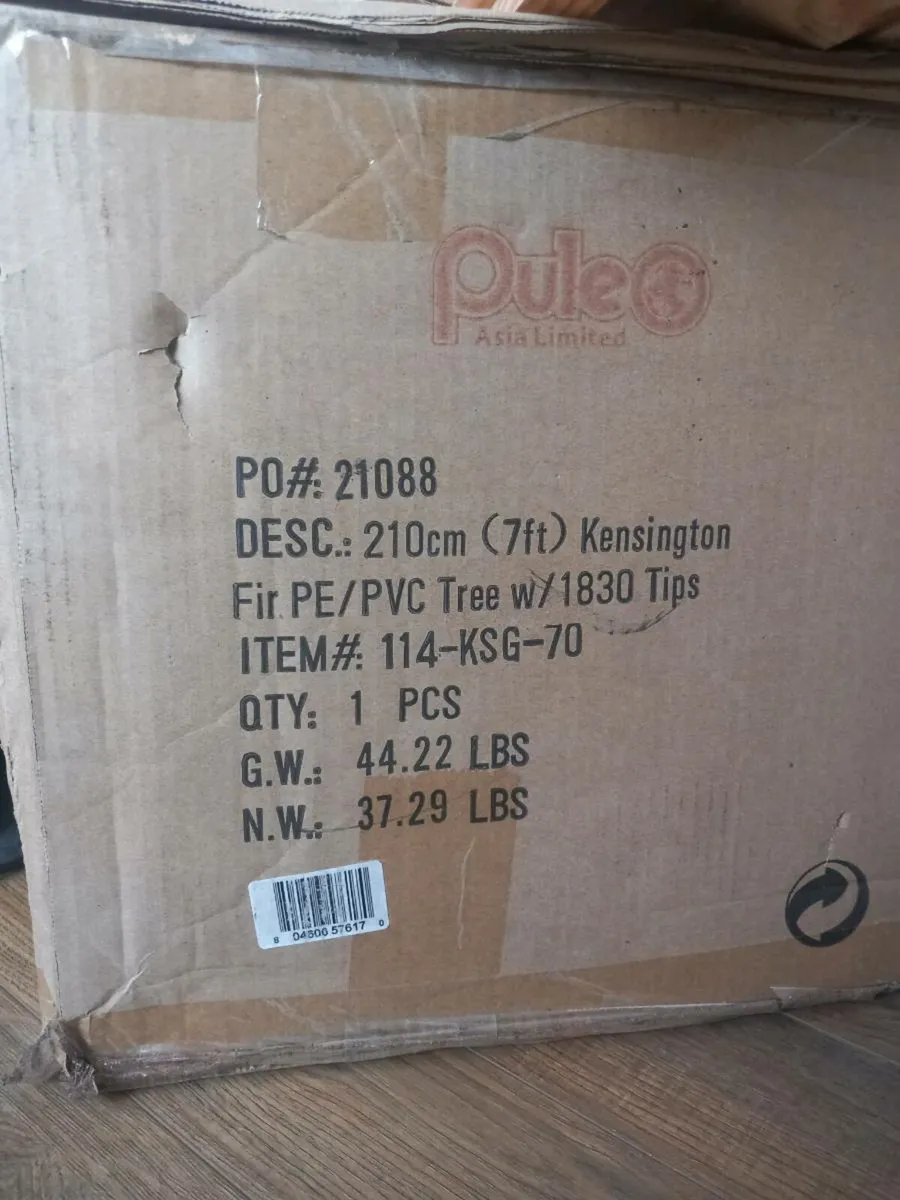 Puleo
Asia Limited
PO#: 21088
DESC.: 210cm (7ft) Kensington
Fir PE/PVC Tree w/1830 Tips
ITEM#: 114-KSG-70
QTY: 1 PCS
G.W.: 44.22 LBS
N.W.: 37.29 LBS
8 04606 57617 0